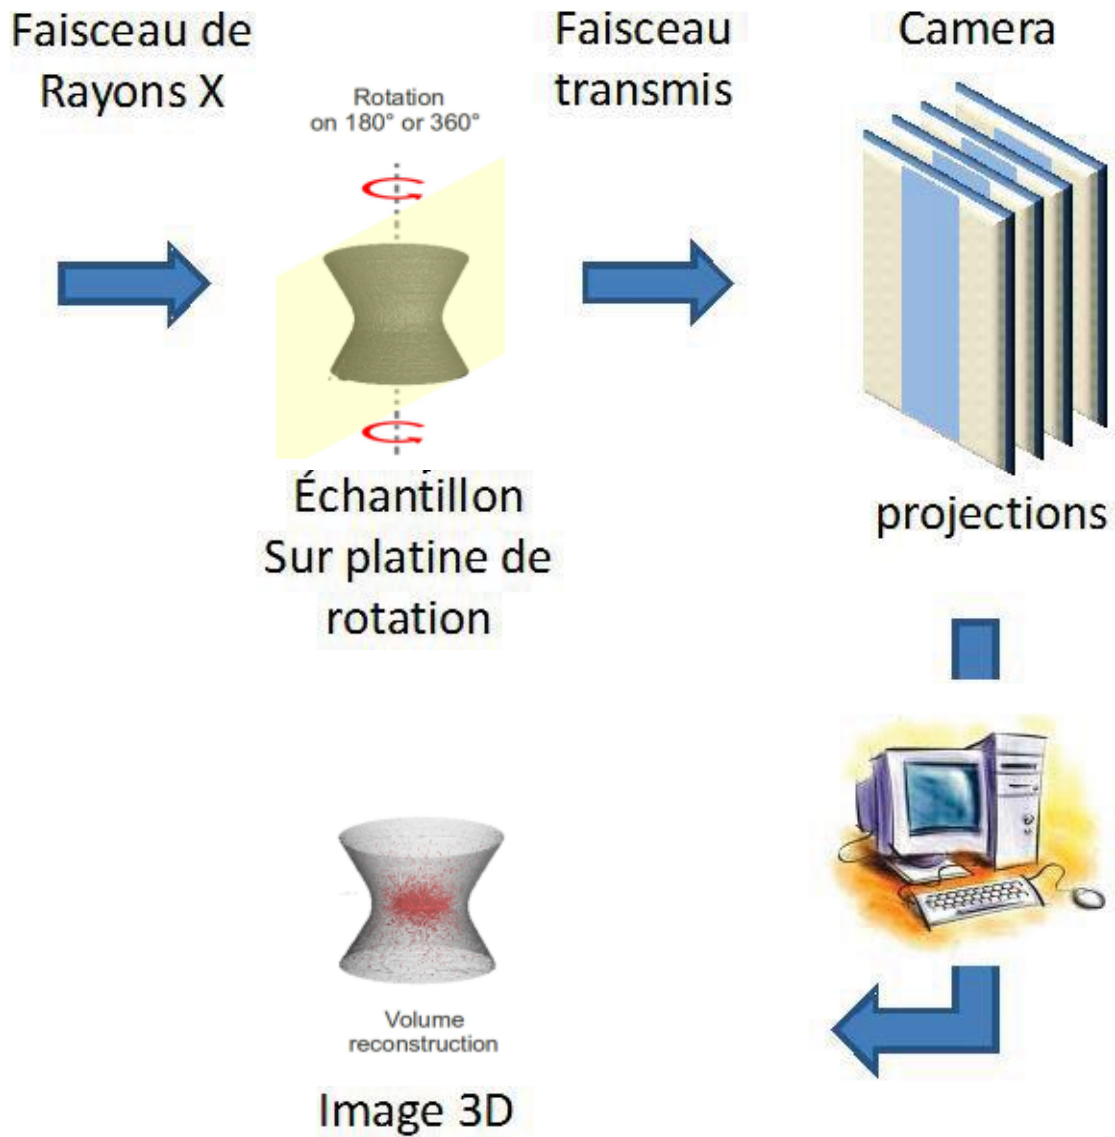 Faisceau de
Rayons X
Rotation
on 180° or 360°
Faisceau
transmis
Camera
Échantillon
Sur platine de
rotation
projections
Volume
reconstruction
Image 3D